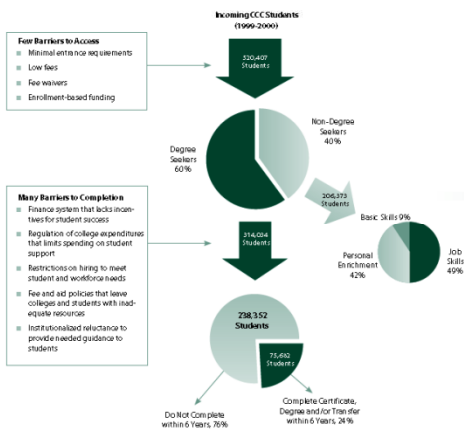 Incoming CCC Students
(1999-2000)
Few Barriers to Access
Minimal entrance requirements
Low fees
Fee waivers
Enrollment-based funding
520,407
Students
Non-Degree
Seekers
40%
Degree
Seekers
60%
206,373
Students
Many Barriers to Completion
Finance system that lacks incen-
tives for student success
Regulation of college expenditures
that limits spending on student
support
Restrictions on hiring to meet
student and workforce needs
Fee and aid policies that leave
colleges and students with inad-
equate resources
Institutionalized reluctance to
provide needed guidance to
students
314,034
Students
Basic Skills 9%
Personal
Enrichment
42%
Job
Skills
49%
238,352
Students
75,682
Students
Do Not Complete
within 6 Years, 76%
Complete Certificate,
Degree and/or Transfer
within 6 Years, 24%